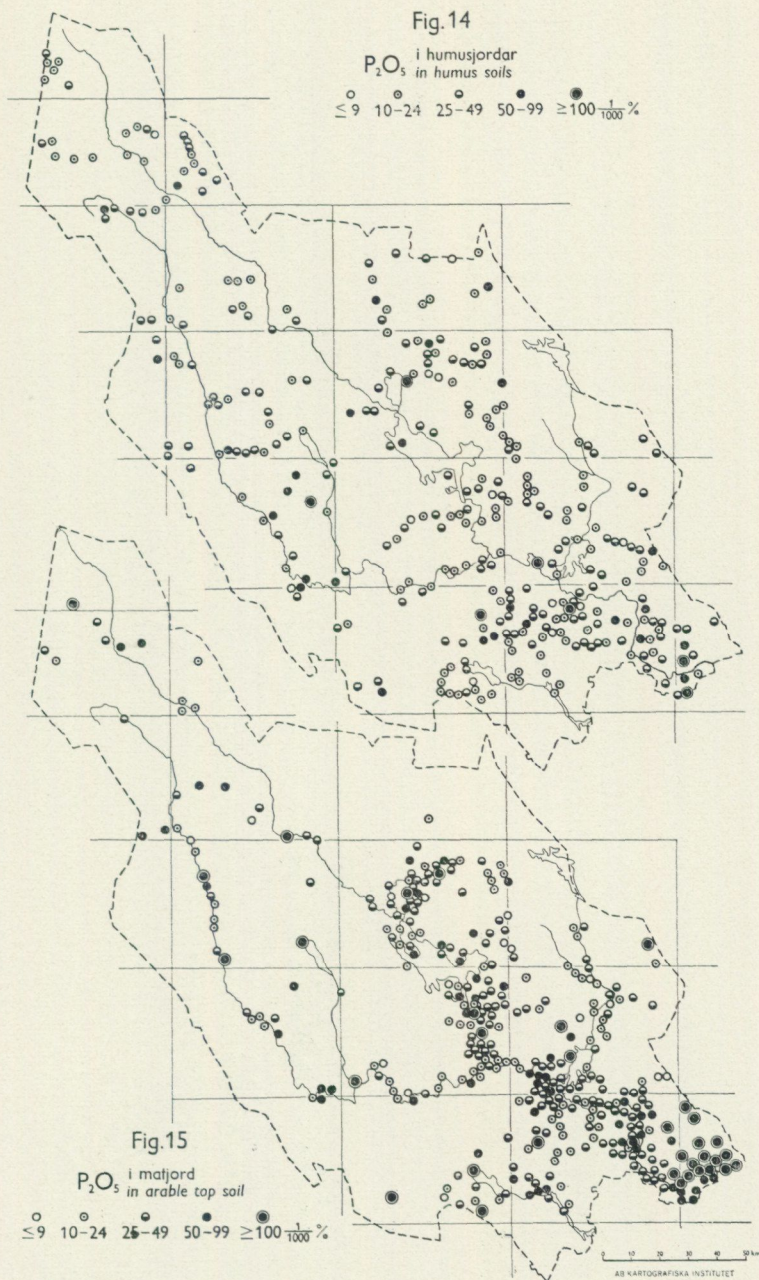 Fig.14
P₂O₅ i humusjordar
in humus soils
≤9 10–24 25–49 50–99 ≥100 1/1000 %
Fig.15
P₂O₅ i matjord
in arable top soil
≤9 10–24 25–49 50–99 ≥100 1/1000 %
0 10 20 30 40 50 km
AB KARTOGRAFISKA INSTITUTET